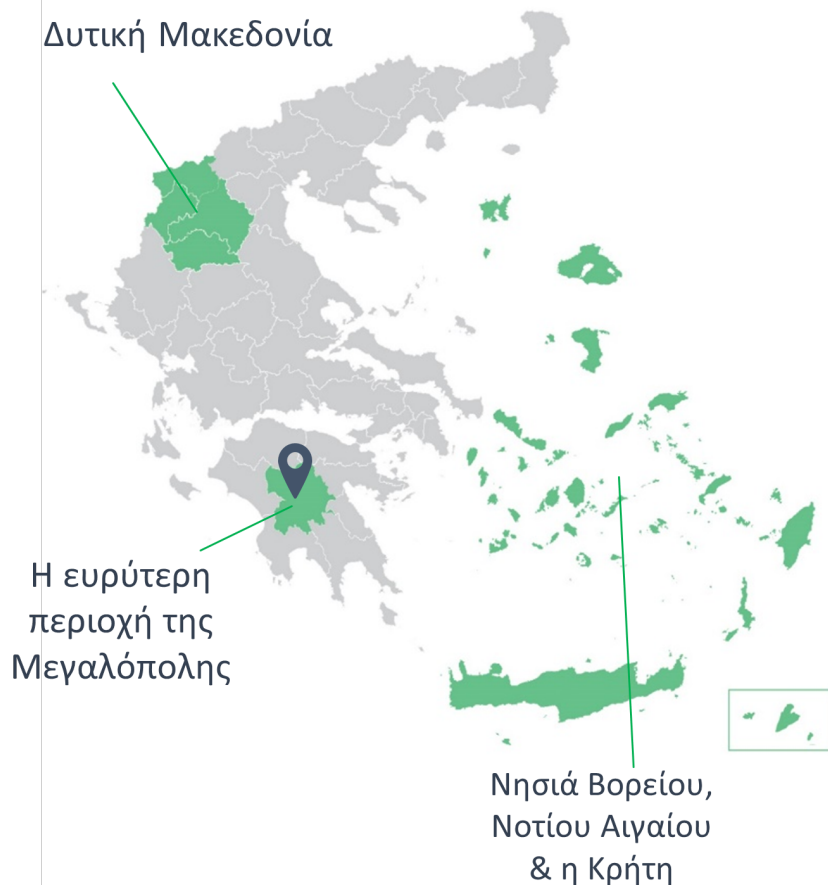 Δυτική Μακεδονία
Η ευρύτερη
περιοχή της
Μεγαλόπολης
Νησιά Βορείου,
Νοτίου Αιγαίου
& η Κρήτη